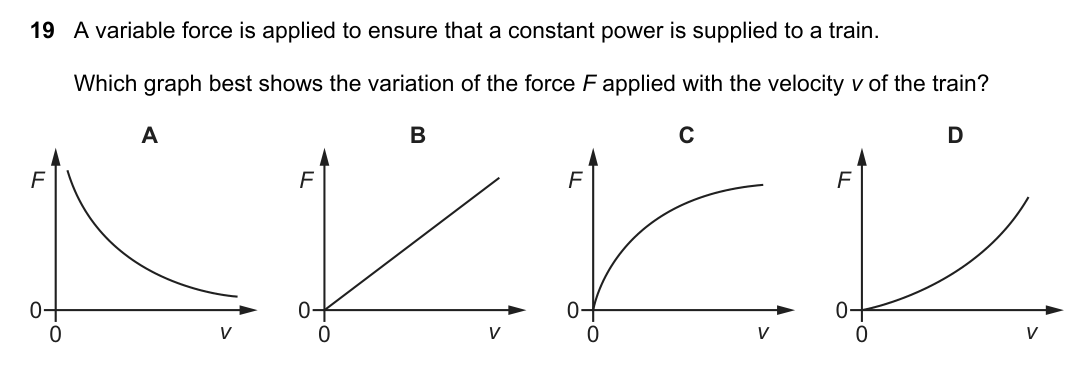 19 A variable force is applied to ensure that a constant power is supplied to a train.
Which graph best shows the variation of the force F applied with the velocity v of the train?
A B C D
F F F F
0 0 0 0
0 v 0 v 0 v 0 v